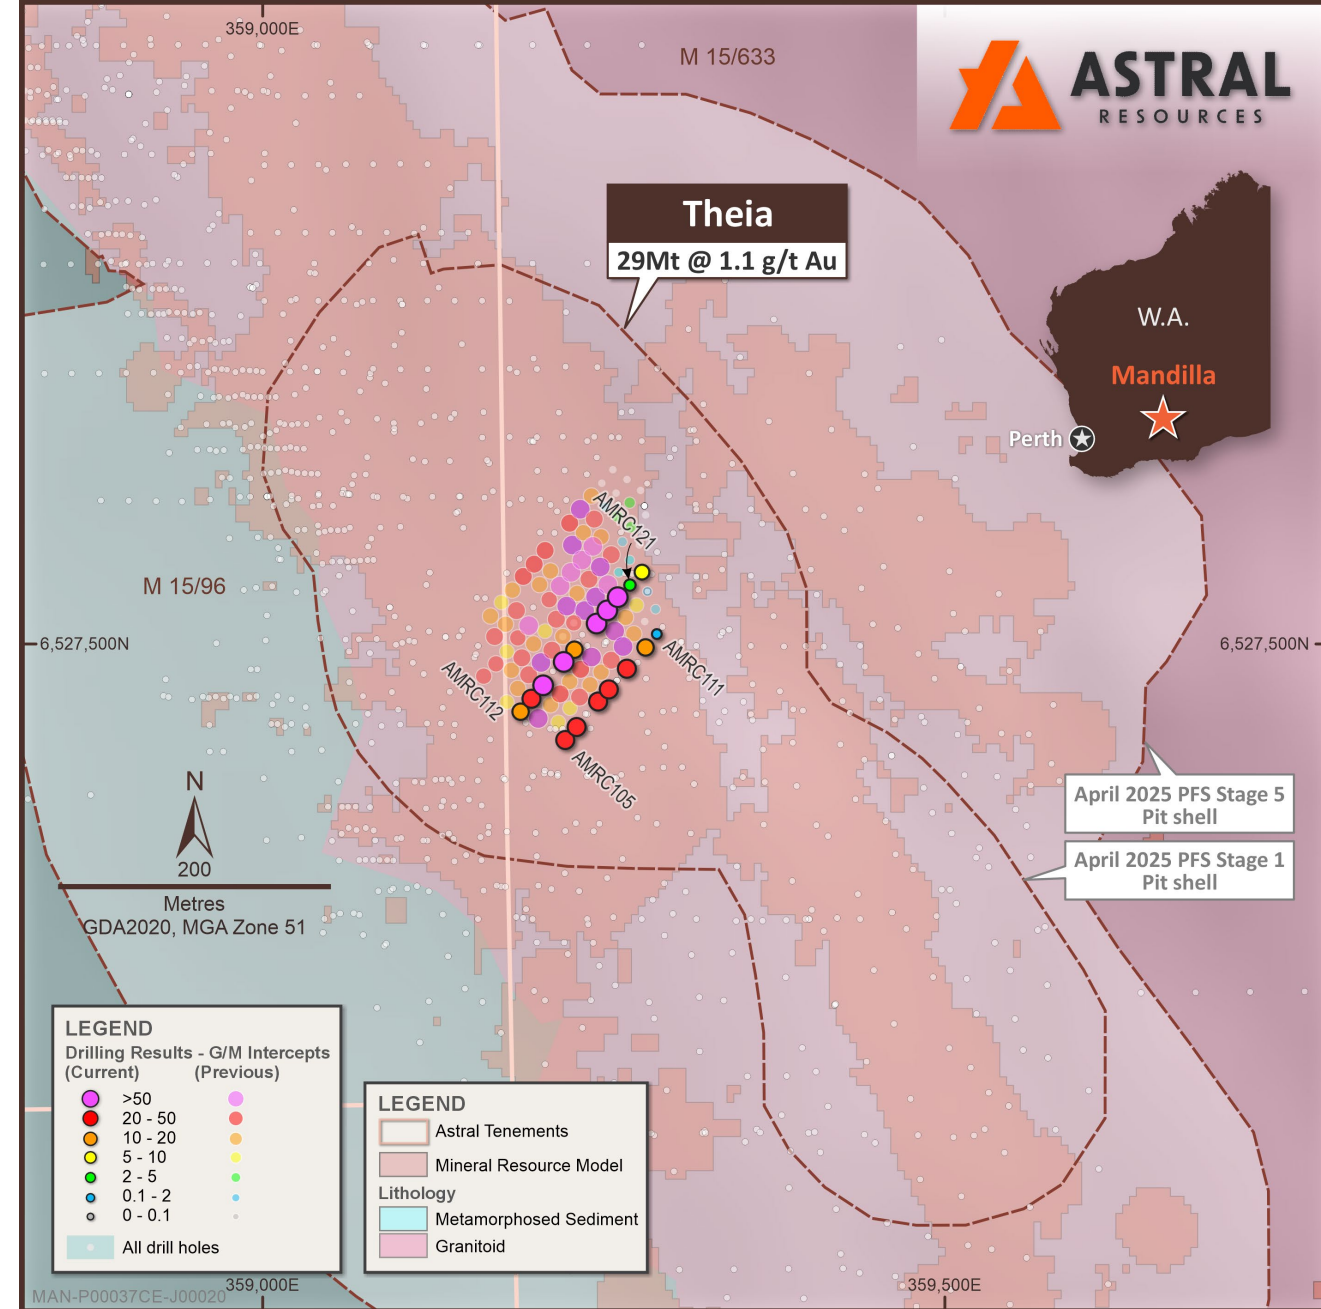 359,000E
M 15/633
ASTRAL
RESOURCES
Theia
29Mt @ 1.1 g/t Au
W.A.
Mandilla
Perth
AMRC121
M 15/96
6,527,500N
6,527,500N
AMRC111
AMRC112
AMRC105
N
200
Metres
GDA2020, MGA Zone 51
April 2025 PFS Stage 5
Pit shell
April 2025 PFS Stage 1
Pit shell
LEGEND
Drilling Results - G/M Intercepts
(Current) (Previous)
>50
20 - 50
10 - 20
5 - 10
2 - 5
0.1 - 2
0 - 0.1
All drill holes
LEGEND
Astral Tenements
Mineral Resource Model
Lithology
Metamorphosed Sediment
Granitoid
359,000E
359,500E
MAN-P00037CE-J00020